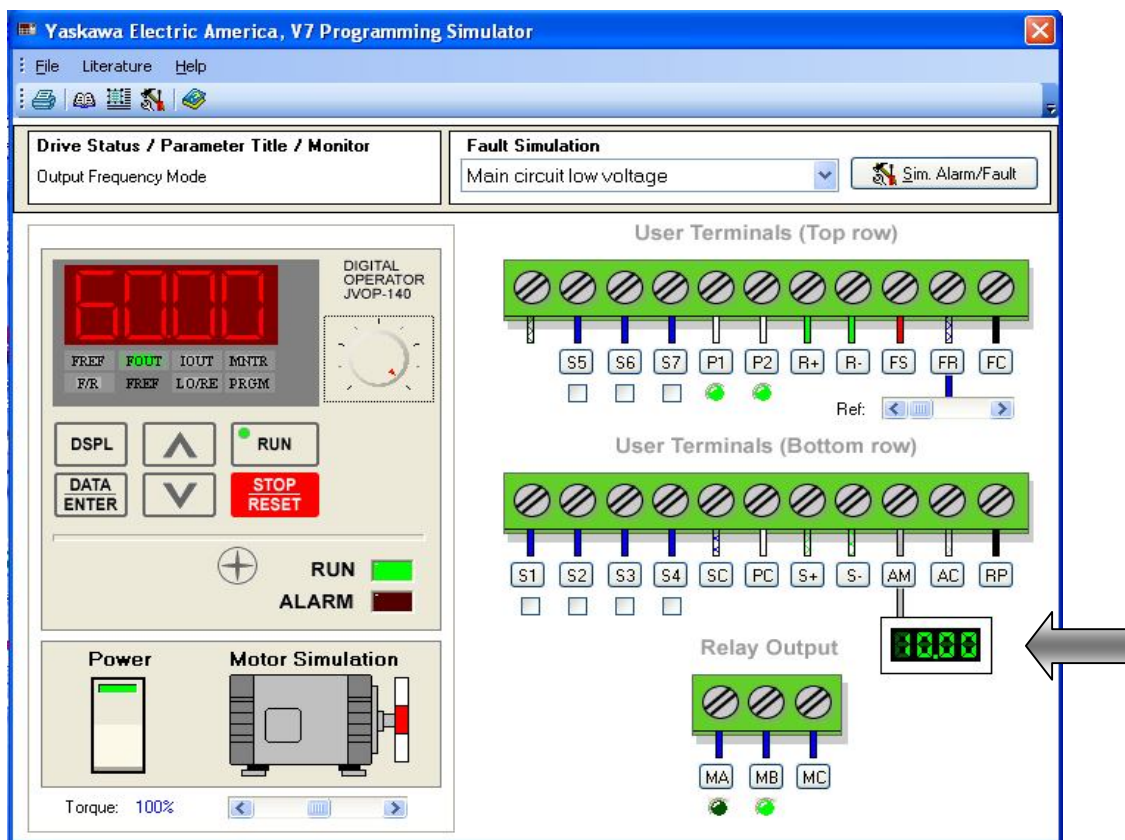 Yaskawa Electric America, V7 Programming Simulator
File Literature Help
Drive Status / Parameter Title / Monitor
Output Frequency Mode
Fault Simulation
Main circuit low voltage
Sim. Alarm/Fault
6000
FREF FOUT IOUT MNTR
F/R FREF LO/RE PRGM
DIGITAL
OPERATOR
JVOP-140
DSPL
RUN
DATA
ENTER
STOP
RESET
RUN
ALARM
Power
Motor Simulation
Torque: 100%
User Terminals (Top row)
S5 S6 S7 P1 P2 R+ R- FS FR FC
Ref:
User Terminals (Bottom row)
S1 S2 S3 S4 SC PC S+ S- AM AC RP
10.00
Relay Output
MA MB MC